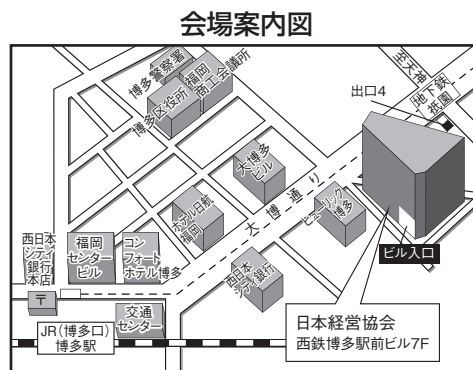 会場案内図
博多警察署
博多区役所
福岡
商工会議所
至天神
地下鉄
祇園
出口4
大博多
ビル
大博通り
ホテル日航
福岡
ヒューリック
博多
西日本
シティ
銀行
本店
福岡
センター
ビル
コン
フォート
ホテル博多
西日本
シティ銀行
ビル入口
〒
交通
センター
JR(博多口)
博多駅
日本経営協会
西鉄博多駅前ビル7F